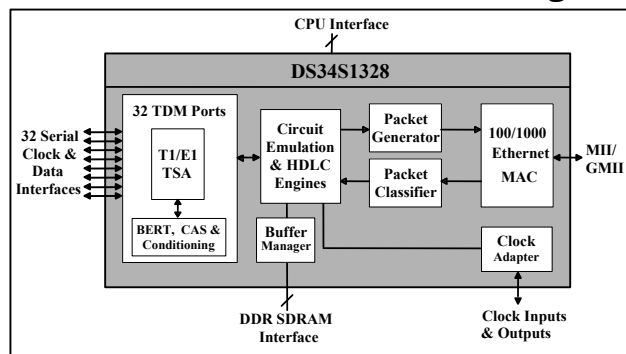 CPU Interface
DS34S1328
32 Serial
Clock &
Data
Interfaces
32 TDM Ports
T1/E1
TSA
BERT, CAS &
Conditioning
Circuit
Emulation
& HDLC
Engines
Buffer
Manager
Packet
Generator
Packet
Classifier
100/1000
Ethernet
MAC
MII/
GMII
Clock
Adapter
DDR SDRAM
Interface
Clock Inputs
& Outputs